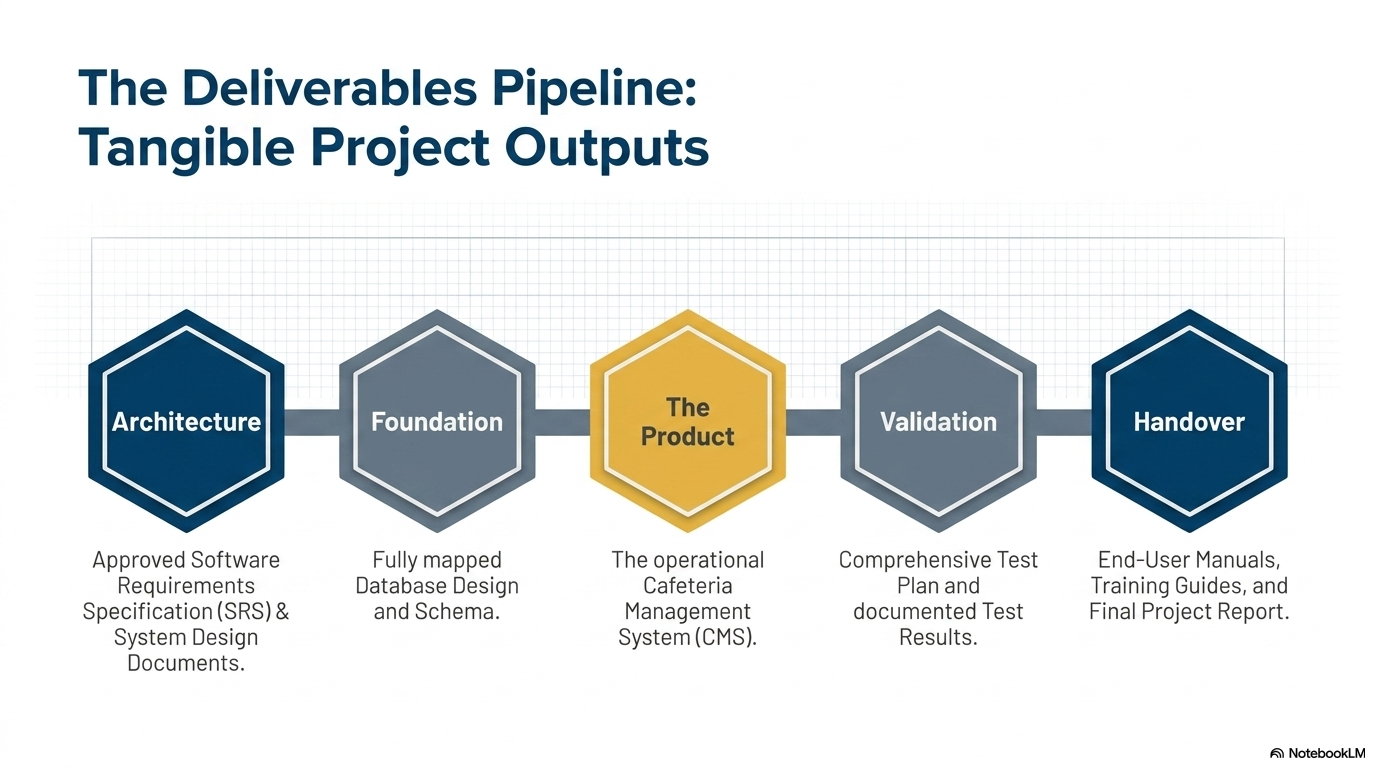 The Deliverables Pipeline:
Tangible Project Outputs
Architecture
Foundation
The
Product
Validation
Handover
Approved Software
Requirements
Specification (SRS) &
System Design
Documents.
Fully mapped
Database Design
and Schema.
The operational
Cafeteria
Management
System (CMS).
Comprehensive Test
Plan and
documented Test
Results.
End-User Manuals,
Training Guides, and
Final Project Report.
NotebookLM